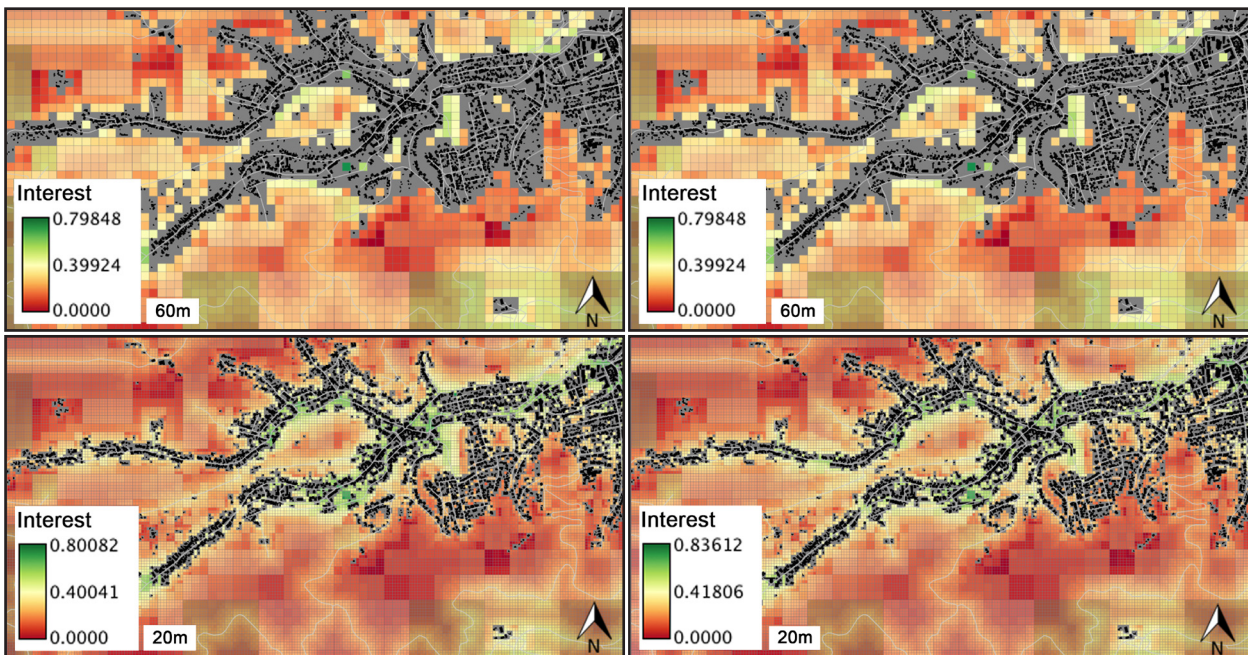 Interest
0.79848
0.39924
0.0000
60m
N
Interest
0.79848
0.39924
0.0000
60m
N
Interest
0.80082
0.40041
0.0000
20m
N
Interest
0.83612
0.41806
0.0000
20m
N